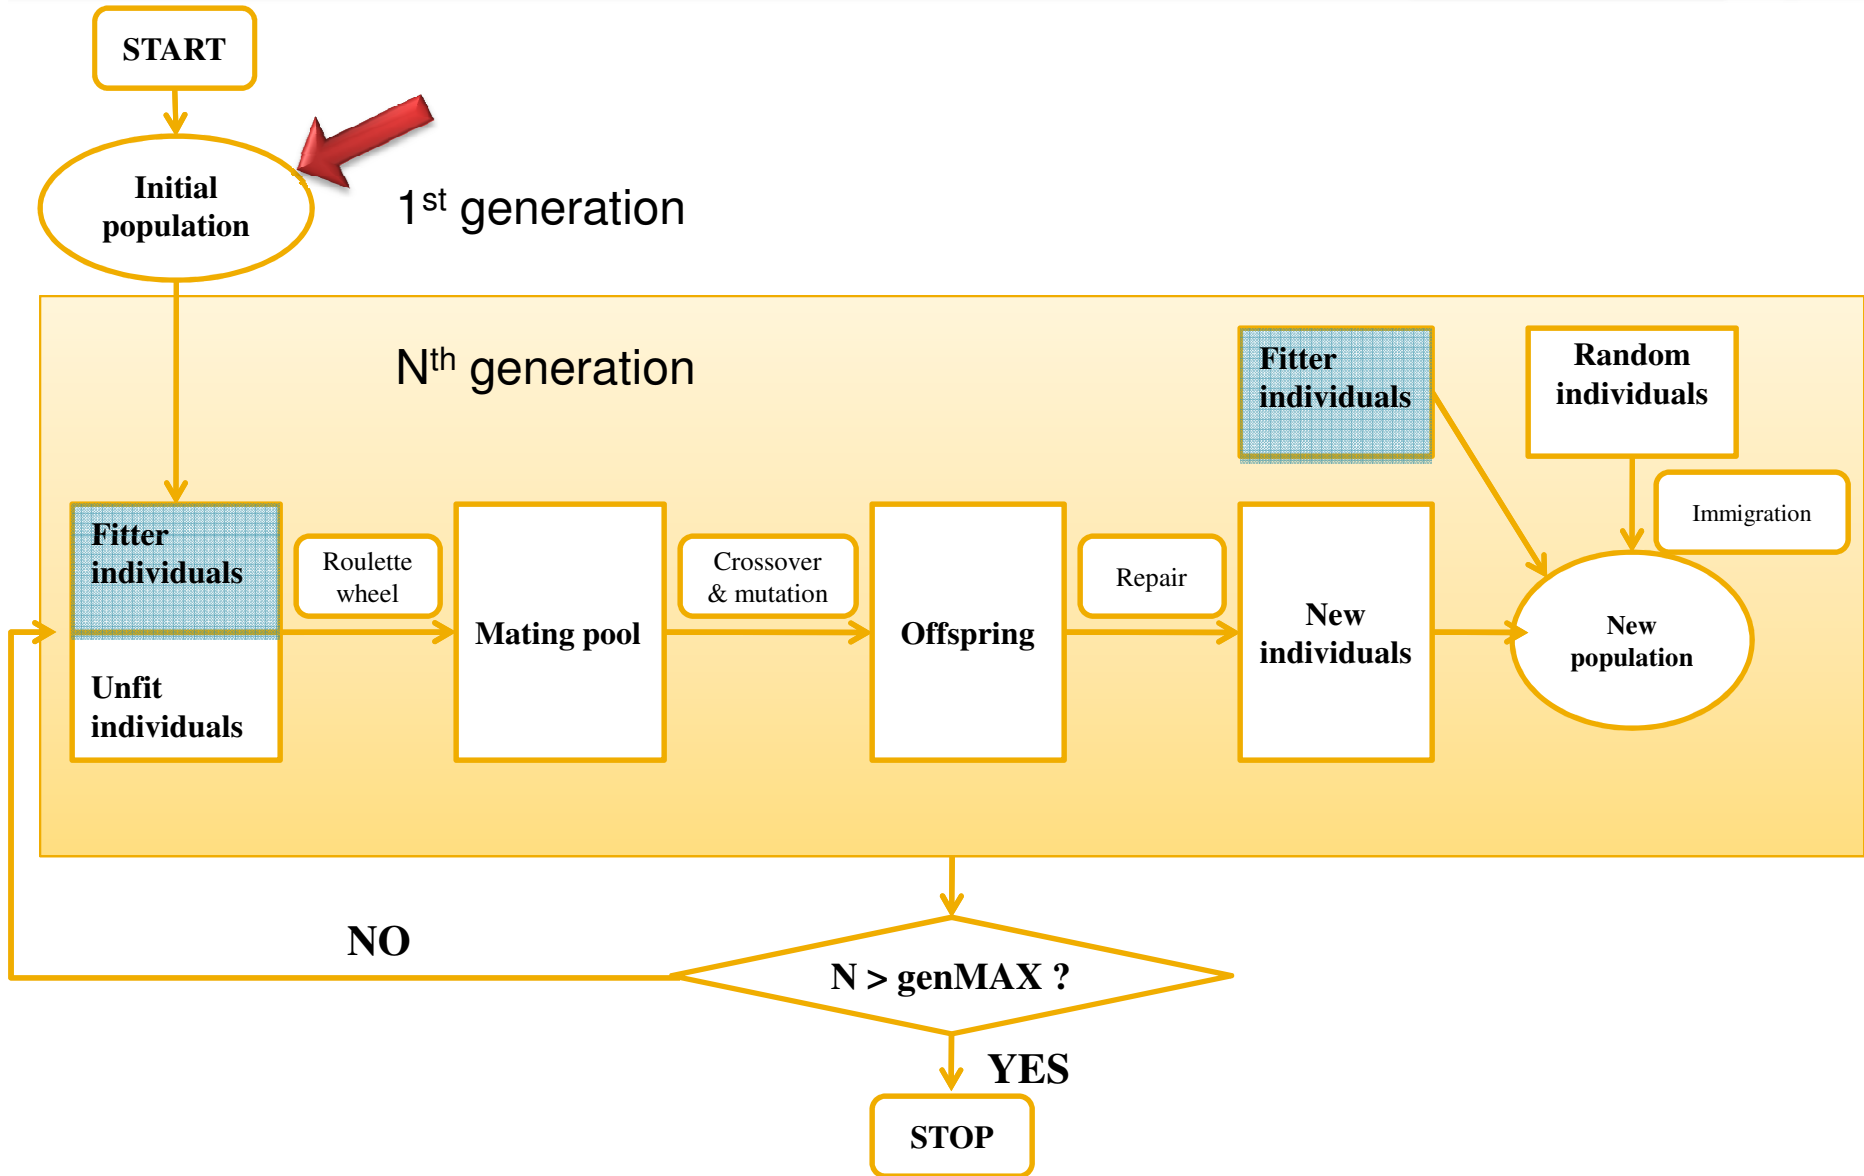 START
Initial
population
1st generation
Nth generation
Fitter
individuals
Random
individuals
Immigration
Fitter
individuals
Unfit
individuals
Roulette
wheel
Mating pool
Crossover
& mutation
Offspring
Repair
New
individuals
New
population
NO
N > genMAX ?
YES
STOP